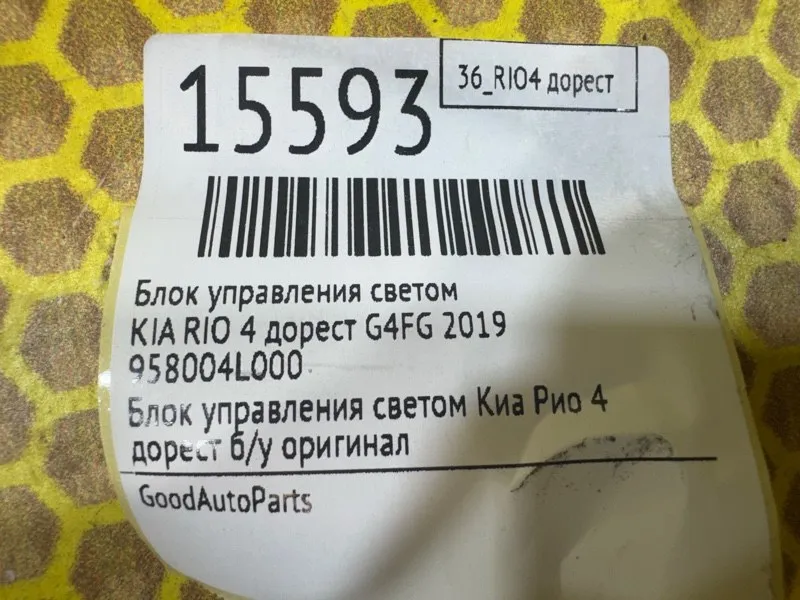 15593
36_RIO4 дорест
Блок управления светом
KIA RIO 4 дорест G4FG 2019
958004L000
Блок управления светом Киа Рио 4
дорест б/у оригинал
GoodAutoParts